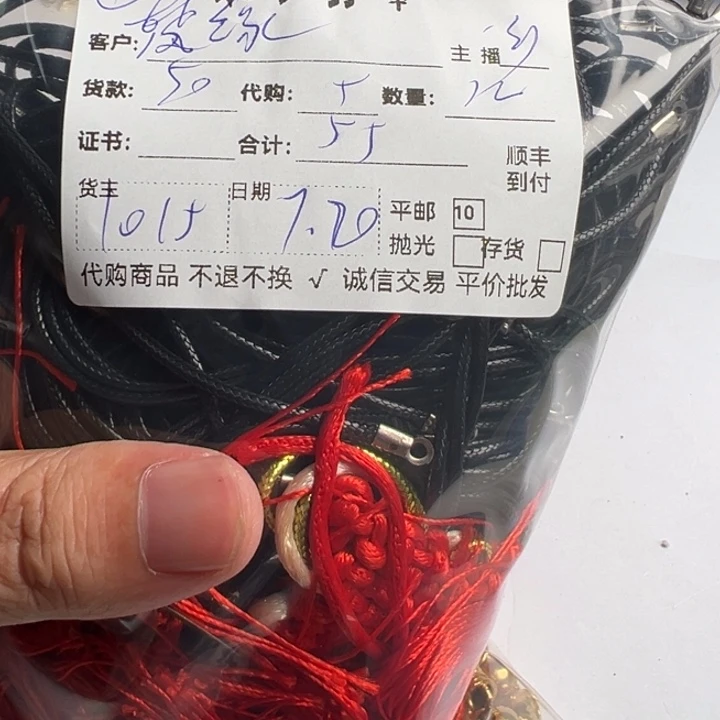 客户: 缘 主播
货款: 50 代购: 5 数量: 12
证书: 合计: 55
顺丰
到付
货主 1015 日期 7.20 平邮 10
抛光 存货
代购商品 不退不换 √ 诚信交易 平价批发